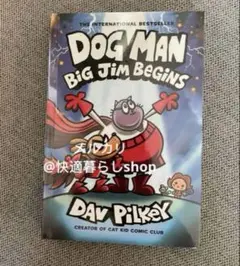 THE INTERNATIONAL BESTSELLER
DOG MAN
BIG JIM BEGINS
メルカリ
@快適暮らしshop
DAV PILKEY
CREATOR OF CAT KID COMIC CLUB